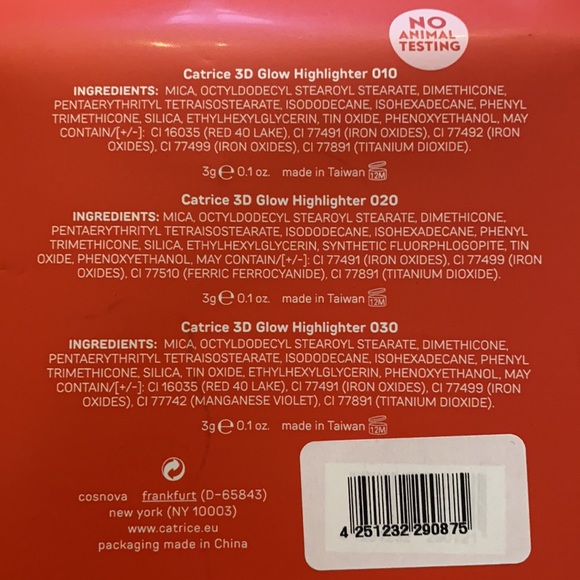 NO
ANIMAL
TESTING
Catrice 3D Glow Highlighter 010
INGREDIENTS: MICA, OCTYLDODECYL STEAROYL STEARATE, DIMETHICONE,
PENTAERYTHRITYL TETRAISOSTEARATE, ISODODECANE, ISOHEXADECANE, PHENYL
TRIMETHICONE, SILICA, ETHYLHEXYLGLYCERIN, TIN OXIDE, PHENOXYETHANOL, MAY
CONTAIN/[+/-]: CI 16035 (RED 40 LAKE), CI 77491 (IRON OXIDES), CI 77492 (IRON
OXIDES), CI 77499 (IRON OXIDES), CI 77891 (TITANIUM DIOXIDE).
3g e 0.1 oz. made in Taiwan 12M
Catrice 3D Glow Highlighter 020
INGREDIENTS: MICA, OCTYLDODECYL STEAROYL STEARATE, DIMETHICONE,
PENTAERYTHRITYL TETRAISOSTEARATE, ISODODECANE, ISOHEXADECANE, PHENYL
TRIMETHICONE, SILICA, ETHYLHEXYLGLYCERIN, SYNTHETIC FLUORPHLOGOPITE, TIN
OXIDE, PHENOXYETHANOL, MAY CONTAIN/[+/-]: CI 77491 (IRON OXIDES), CI 77499 (IRON
OXIDES), CI 77510 (FERRIC FERROCYANIDE), CI 77891 (TITANIUM DIOXIDE).
3g e 0.1 oz. made in Taiwan 12M
Catrice 3D Glow Highlighter 030
INGREDIENTS: MICA, OCTYLDODECYL STEAROYL STEARATE, DIMETHICONE,
PENTAERYTHRITYL TETRAISOSTEARATE, ISODODECANE, ISOHEXADECANE, PHENYL
TRIMETHICONE, SILICA, TIN OXIDE, ETHYLHEXYLGLYCERIN, PHENOXYETHANOL, MAY
CONTAIN/[+/-]: CI 16035 (RED 40 LAKE), CI 77491 (IRON OXIDES), CI 77499 (IRON
OXIDES), CI 77742 (MANGANESE VIOLET), CI 77891 (TITANIUM DIOXIDE).
3g e 0.1 oz. made in Taiwan 12M
cosnova frankfurt (D-65843)
new york (NY 10003)
www.catrice.eu
packaging made in China
4 251232 290875